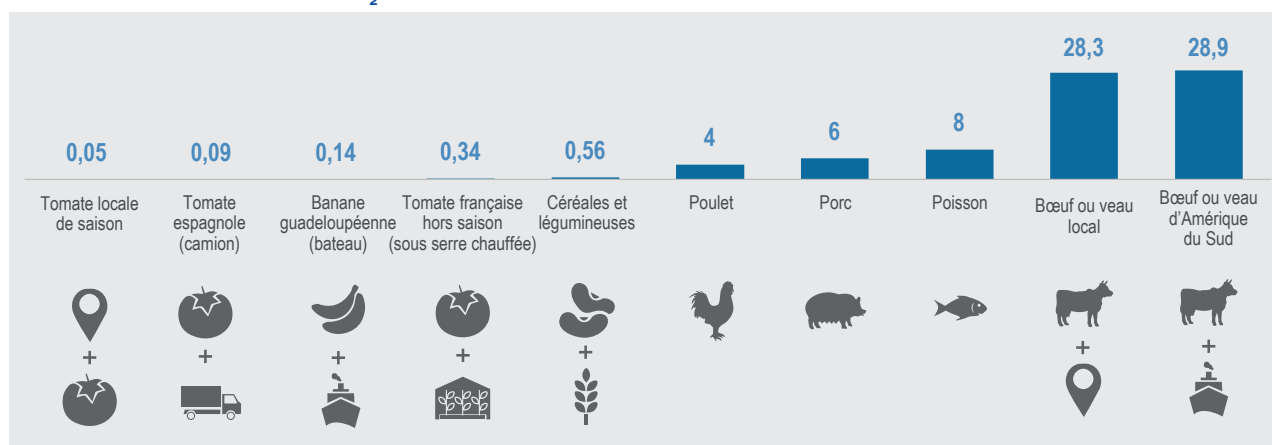 2
28,3
28,9
0,05
0,09
0,14
0,34
0,56
4
6
8
Tomate locale
de saison
Tomate
espagnole
(camion)
Banane
guadeloupéenne
(bateau)
Tomate française
hors saison
(sous serre chauffée)
Céréales et
légumineuses
Poulet
Porc
Poisson
Bœuf ou veau
local
Bœuf ou veau
d'Amérique
du Sud
+
+
+
+
+
+
+